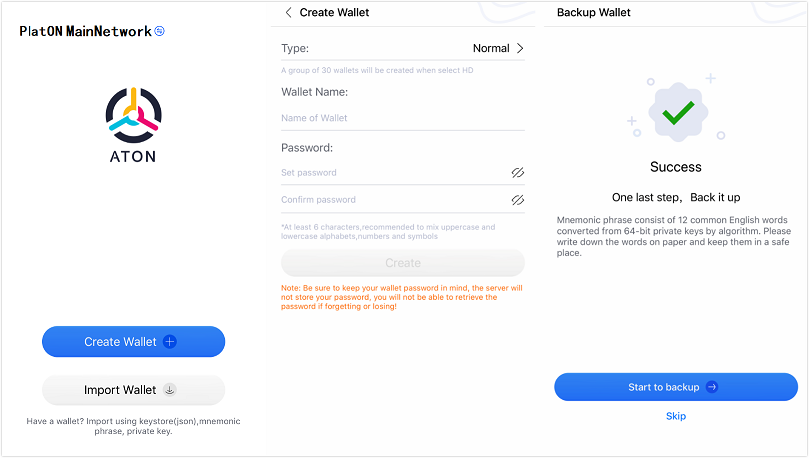 PlatON MainNetwork
ATON
Create Wallet
Import Wallet
Have a wallet? Import using keystore(json),mnemonic
phrase, private key.
Create Wallet
Type:
Normal
A group of 30 wallets will be created when select HD
Wallet Name:
Name of Wallet
Password:
Set password
Confirm password
*At least 6 characters,recommended to mix uppercase and
lowercase alphabets,numbers and symbols
Create
Note: Be sure to keep your wallet password in mind, the server will
not store your password, you will not be able to retrieve the
password if forgetting or losing!
Backup Wallet
Success
One last step,  Back it up
Mnemonic phrase consist of 12 common English words
converted from 64-bit private keys by algorithm. Please
write down the words on paper and keep them in a safe
place.
Start to backup
Skip